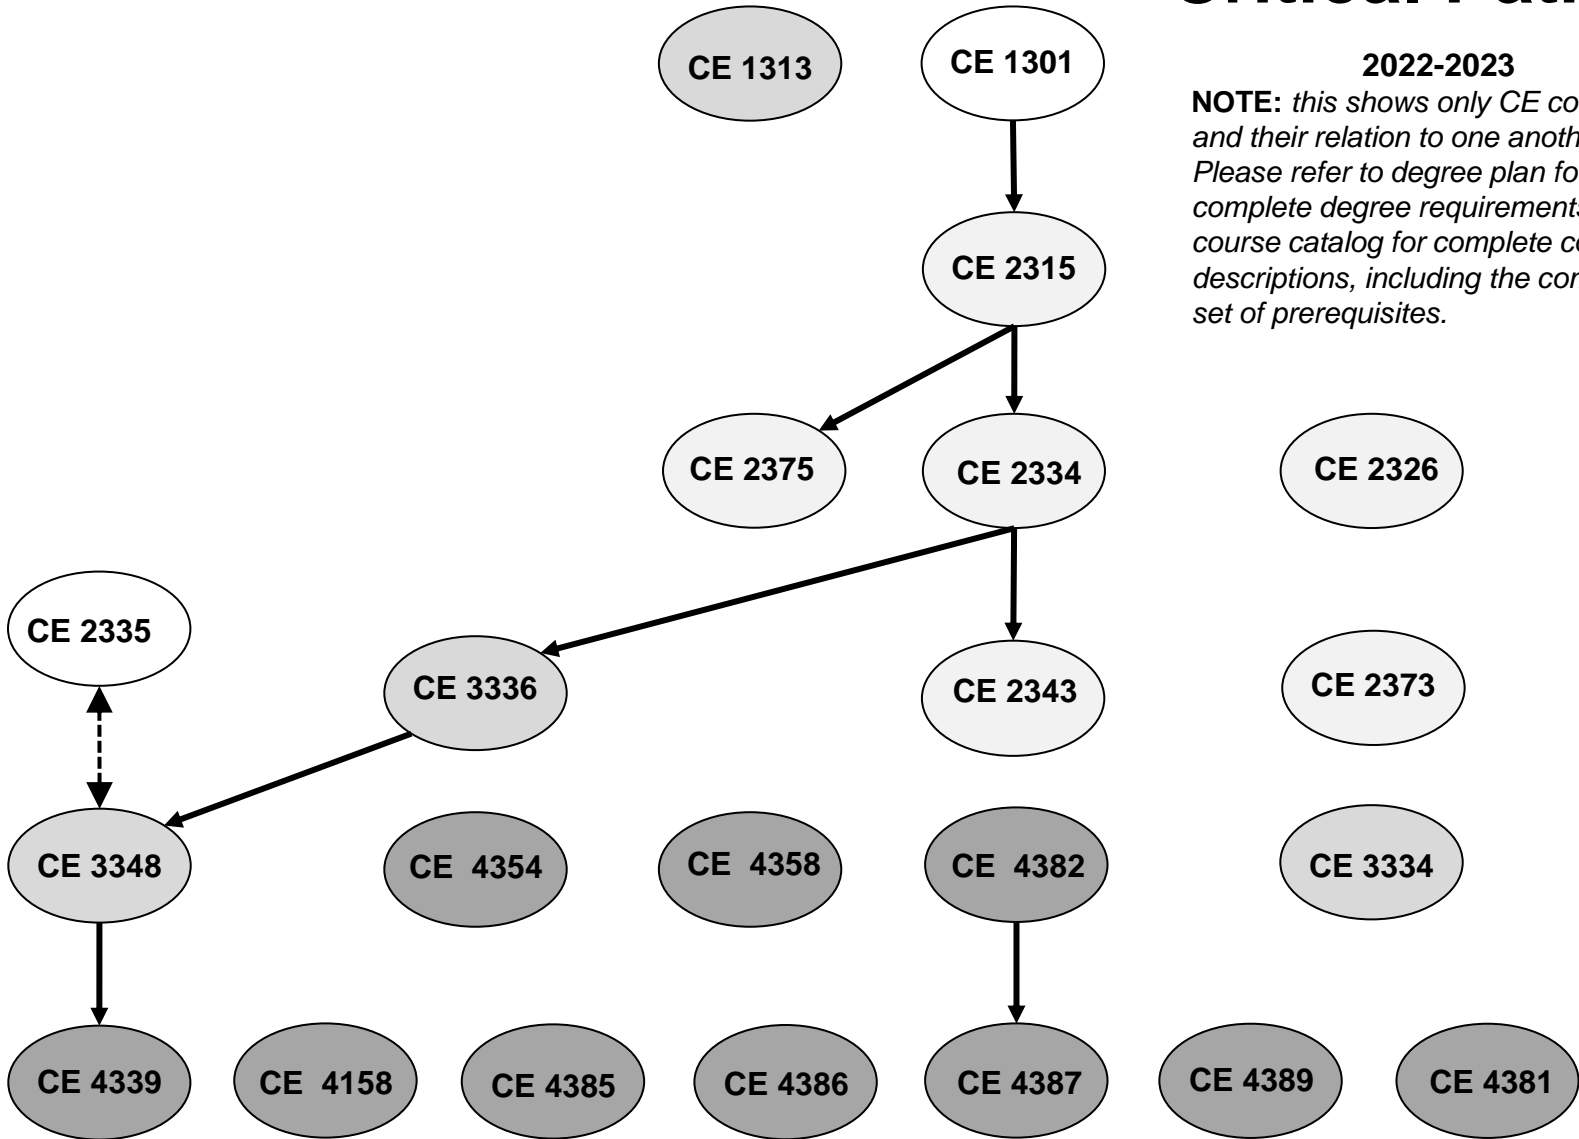 CE 1313
CE 1301
2022-2023
NOTE: this shows only CE co
and their relation to one anoth
Please refer to degree plan fo
complete degree requirements
course catalog for complete co
descriptions, including the con
set of prerequisites.
CE 2315
CE 2375
CE 2334
CE 2326
CE 2335
CE 3336
CE 2343
CE 2373
CE 3348
CE 4354
CE 4358
CE 4382
CE 3334
CE 4339
CE 4158
CE 4385
CE 4386
CE 4387
CE 4389
CE 4381